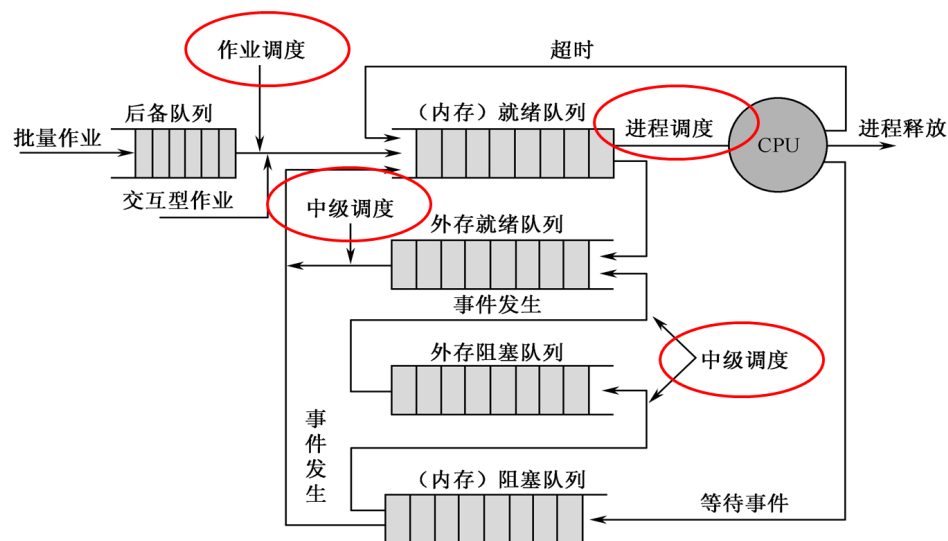 作业调度
超时
后备队列
（内存）就绪队列
批量作业
进程调度
CPU
进程释放
交互型作业
中级调度
外存就绪队列
事件发生
外存阻塞队列
中级调度
事件发生
（内存）阻塞队列
等待事件